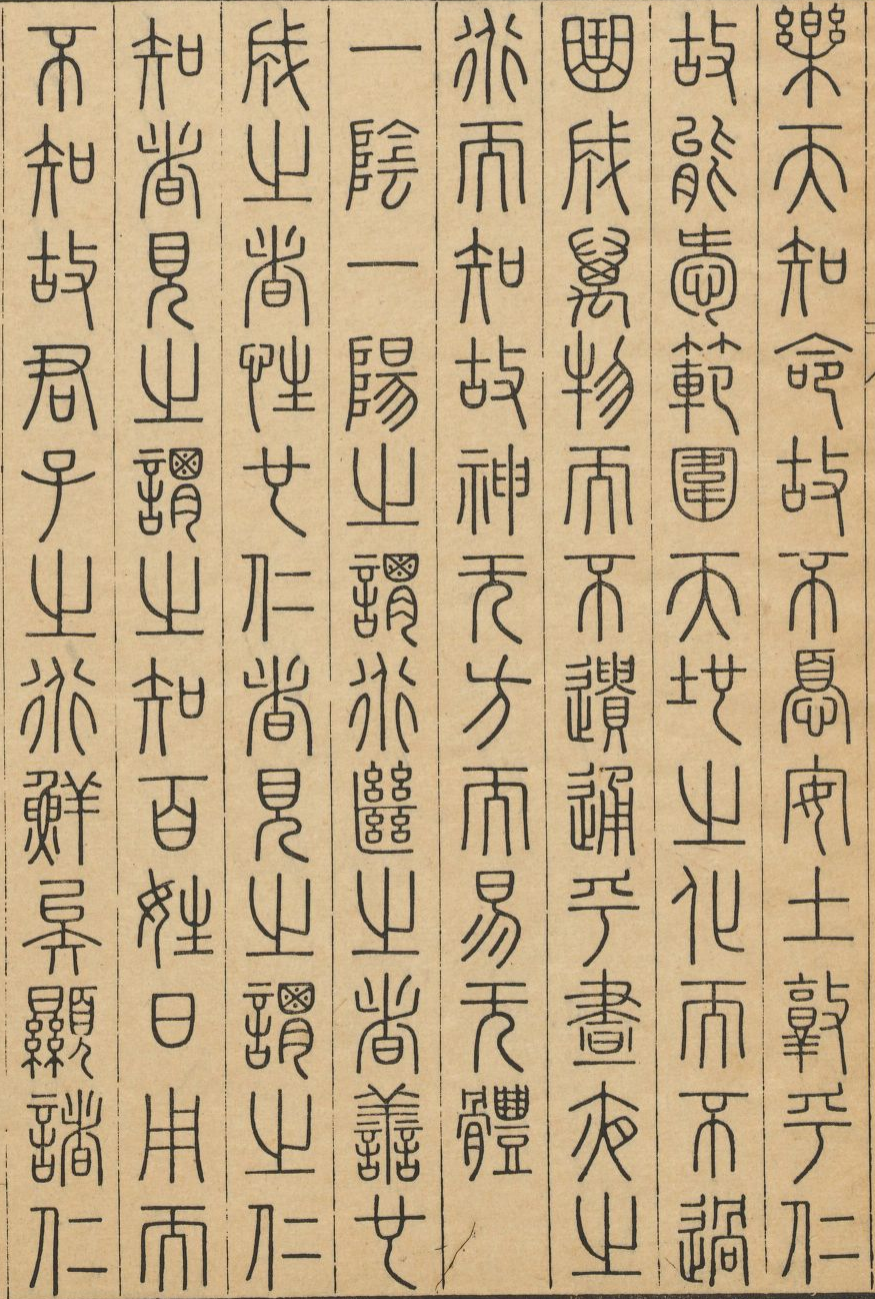 樂天知命故不憂安土敦乎仁
故能愛範圍天地之化而不過
曲成萬物而不遺通乎晝夜之
道而知故神无方而易无體
一陰一陽之謂道繼之者善也
成之者性也仁者見之謂之仁
知者見之謂之知百姓日用而
不知故君子之道鮮矣顯諸仁